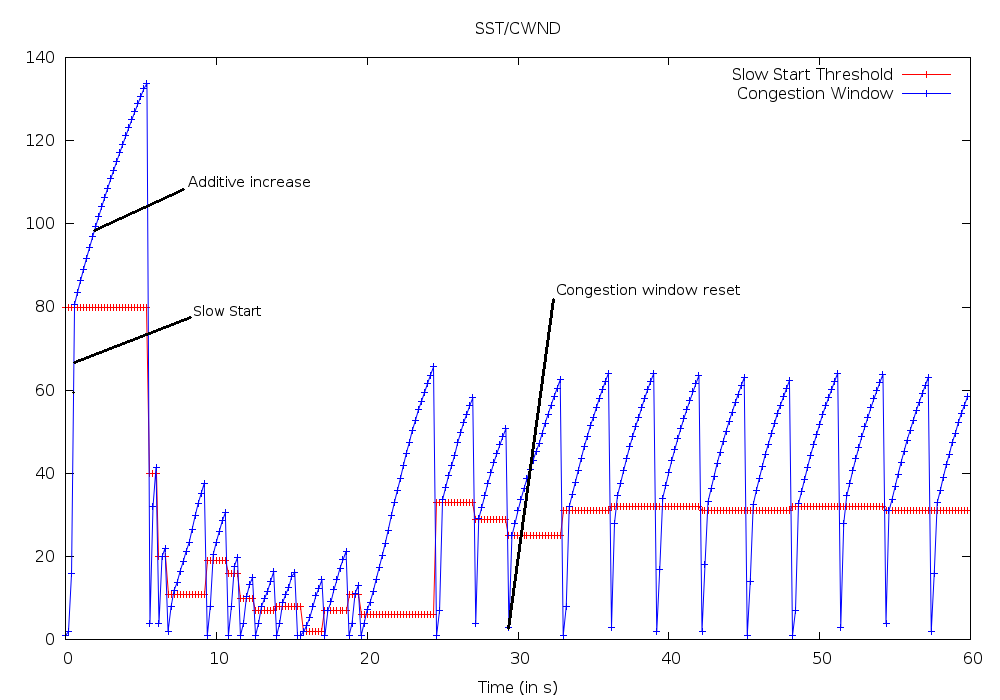 SST/CWND
Slow Start Threshold
Congestion Window
140
120
100
80
60
40
20
0
Additive increase
Slow Start
Congestion window reset
0 10 20 30 40 50 60
Time (in s)